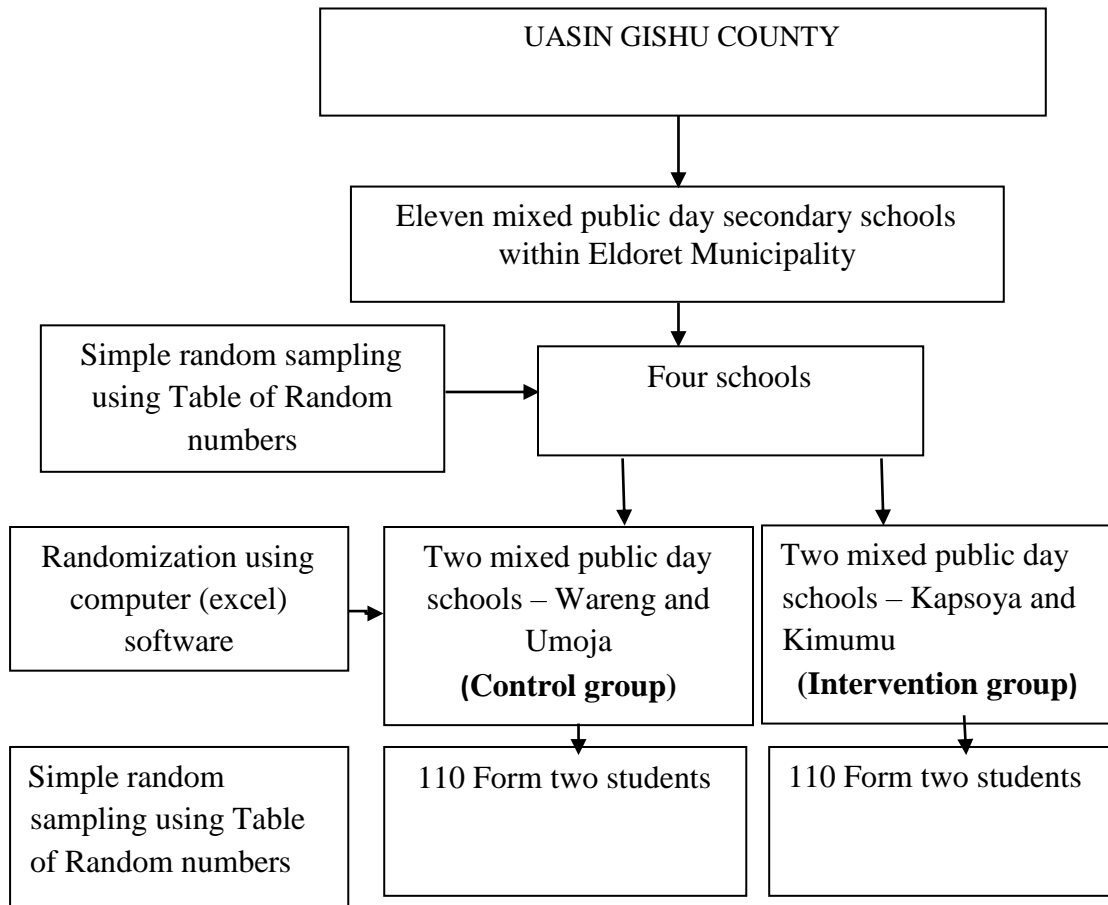 UASIN GISHU COUNTY
Eleven mixed public day secondary schools
within Eldoret Municipality
Simple random sampling
using Table of Random
numbers
Four schools
Randomization using
computer (excel)
software
Two mixed public day
schools – Wareng and
Umoja
(Control group)
Two mixed public day
schools – Kapsoya and
Kimumu
(Intervention group)
Simple random
sampling using Table
of Random numbers
110 Form two students
110 Form two students